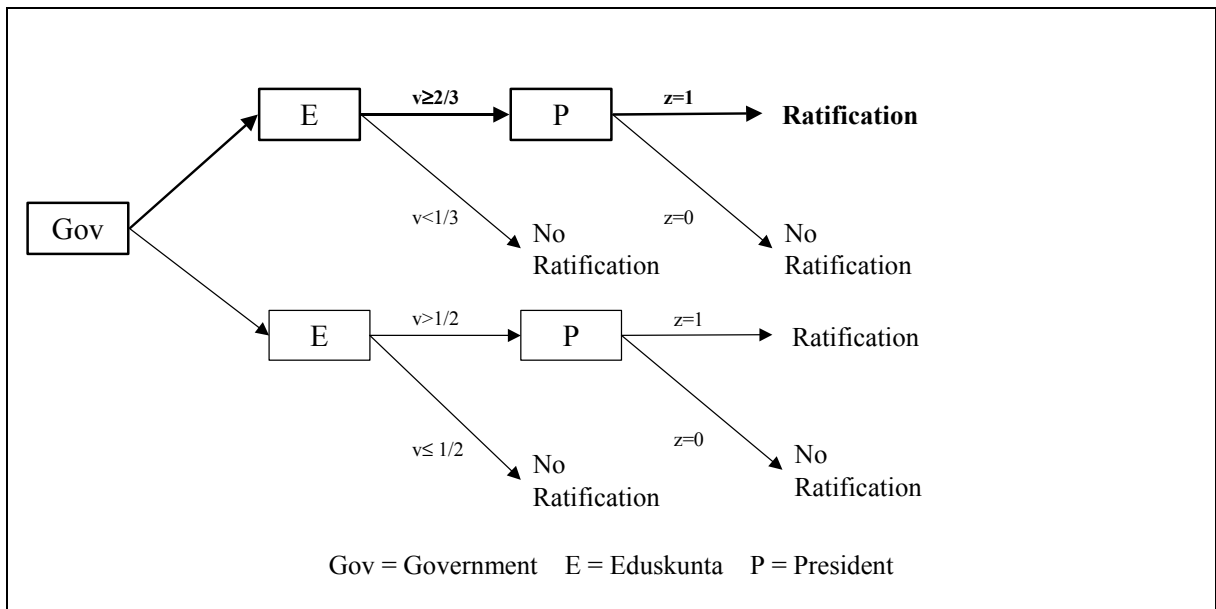 E
v≥2/3
P
z=1
Ratification
v<1/3
No
Ratification
z=0
No
Ratification
Gov
E
v>1/2
P
z=1
Ratification
v≤ 1/2
No
Ratification
z=0
No
Ratification
Gov = Government E = Eduskunta P = President